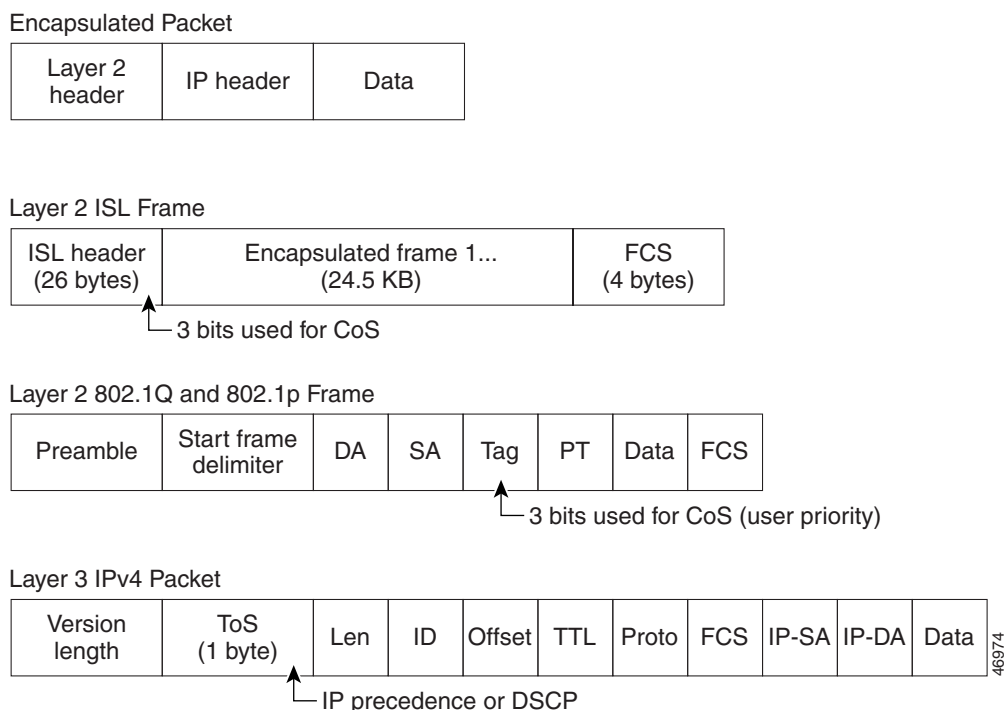 Encapsulated Packet
Layer 2
header
IP header
Data
Layer 2 ISL Frame
ISL header
(26 bytes)
Encapsulated frame 1...
(24.5 KB)
FCS
(4 bytes)
3 bits used for CoS
Layer 2 802.1Q and 802.1p Frame
Preamble
Start frame
delimiter
DA
SA
Tag
PT
Data
FCS
3 bits used for CoS (user priority)
Layer 3 IPv4 Packet
Version
length
ToS
(1 byte)
Len
ID
Offset
TTL
Proto
FCS
IP-SA
IP-DA
Data
46974
IP precedence or DSCP